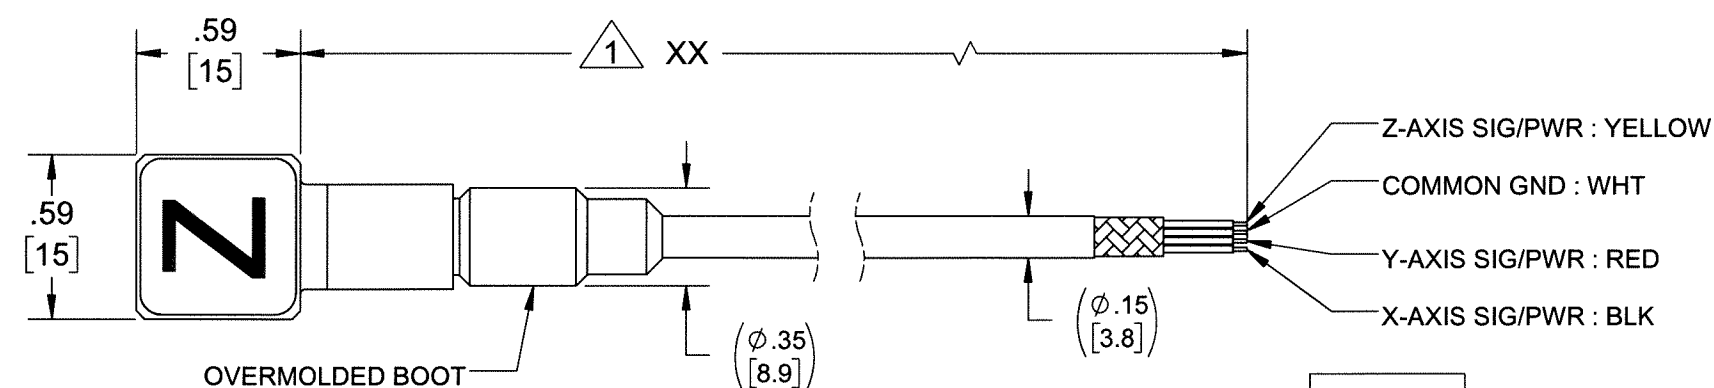 .59
[15]
1 XX
Z-AXIS SIG/PWR : YELLOW
COMMON GND : WHT
.59
[15]
Z
Y-AXIS SIG/PWR : RED
X-AXIS SIG/PWR : BLK
(⌀.15)
[3.8]
(⌀.35)
[8.9]
OVERMOLDED BOOT